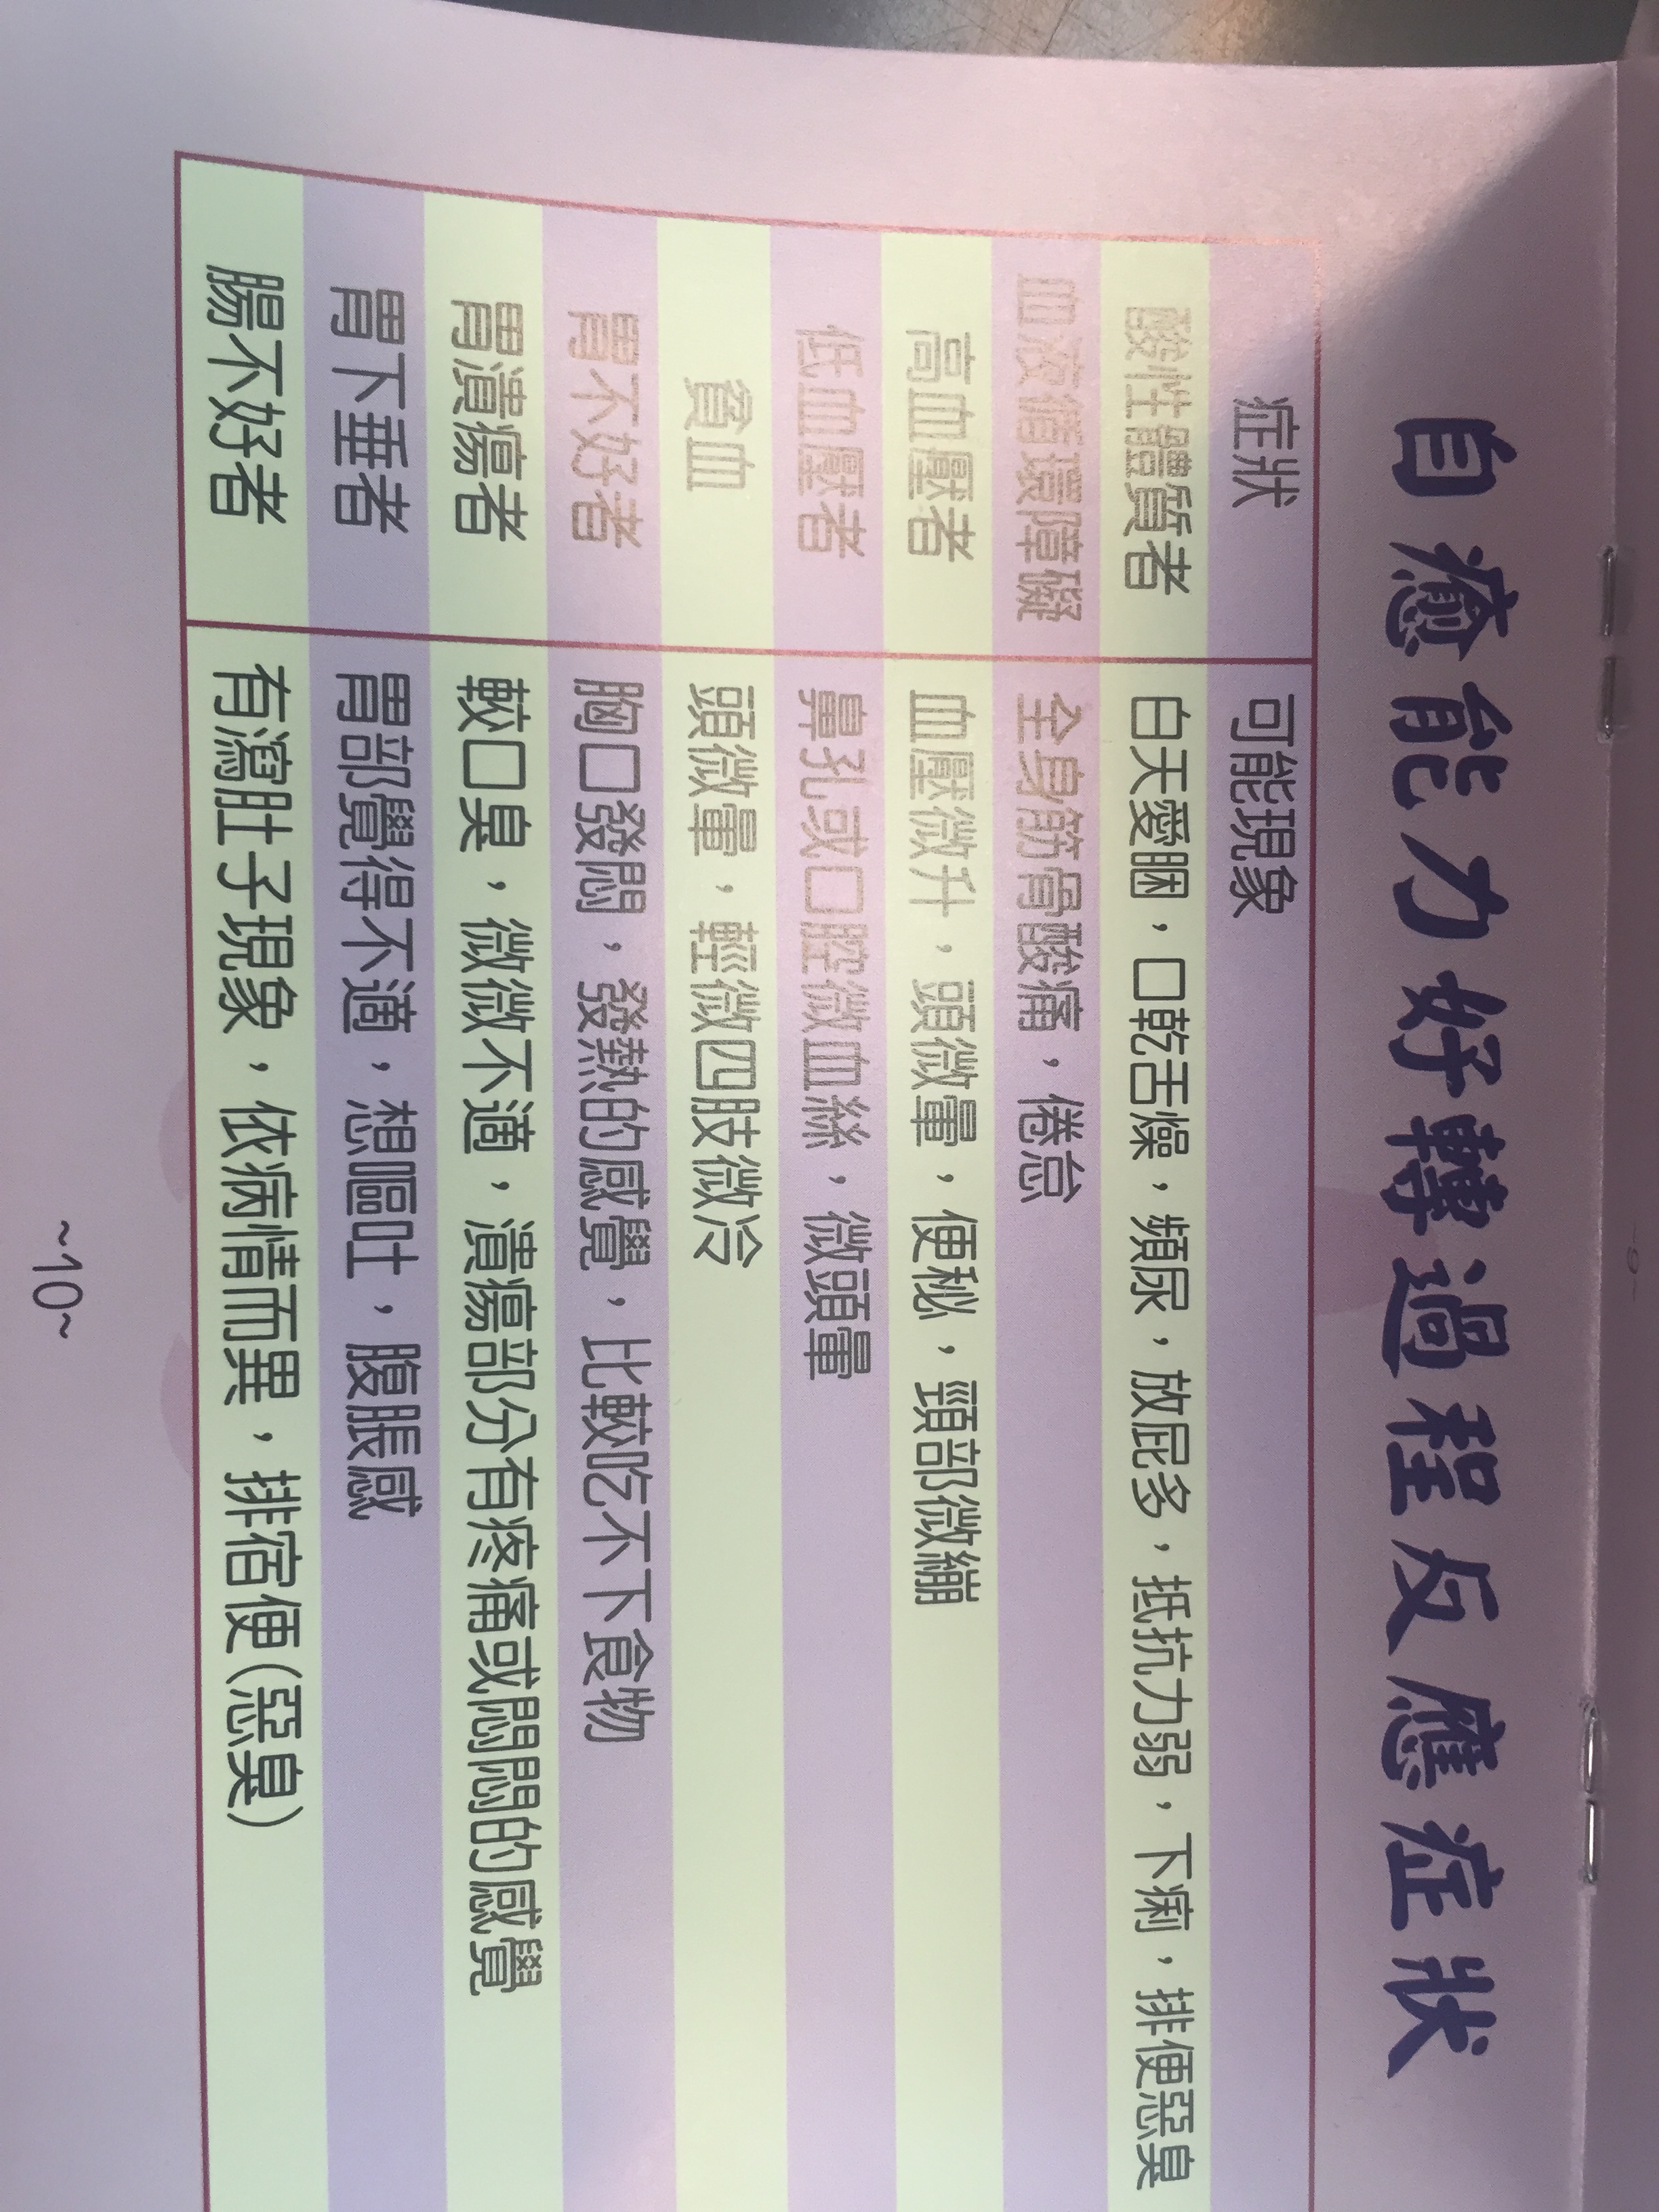 自癒能力好轉過程反應症狀
症狀 可能現象
酸性體質者 白天愛睏，口乾舌燥，頻尿，放屁多，抵抗力弱，下痢，排便惡臭
血液循環障礙 全身筋骨酸痛，倦怠
高血壓者 血壓微升，頭微暈，便秘，頸部微繃
低血壓者 鼻孔或口腔微血絲，微頭暈
貧血 頭微暈，輕微四肢微冷
胃不好者 胸口發悶，發熱的感覺，比較吃不下食物
胃潰瘍者 較口臭，微微不適，潰瘍部分有疼痛或悶悶的感覺
胃下垂者 胃部覺得不適，想嘔吐，腹脹感
腸不好者 有瀉肚子現象，依病情而異，排宿便(惡臭)
~10~